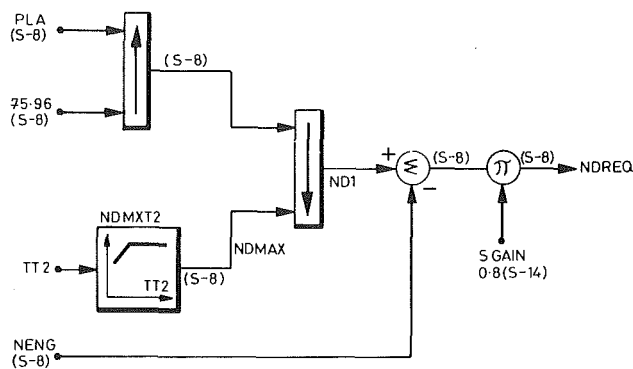 PLA
(S-8)
75·96
(S-8)
(S-8)
NDMXT2
TT2
TT2
(S-8)
NDMAX
ND1
+
Σ
−
(S-8)
π
(S-8)
NDREQ
S GAIN
0·8(S-14)
NENG
(S-8)